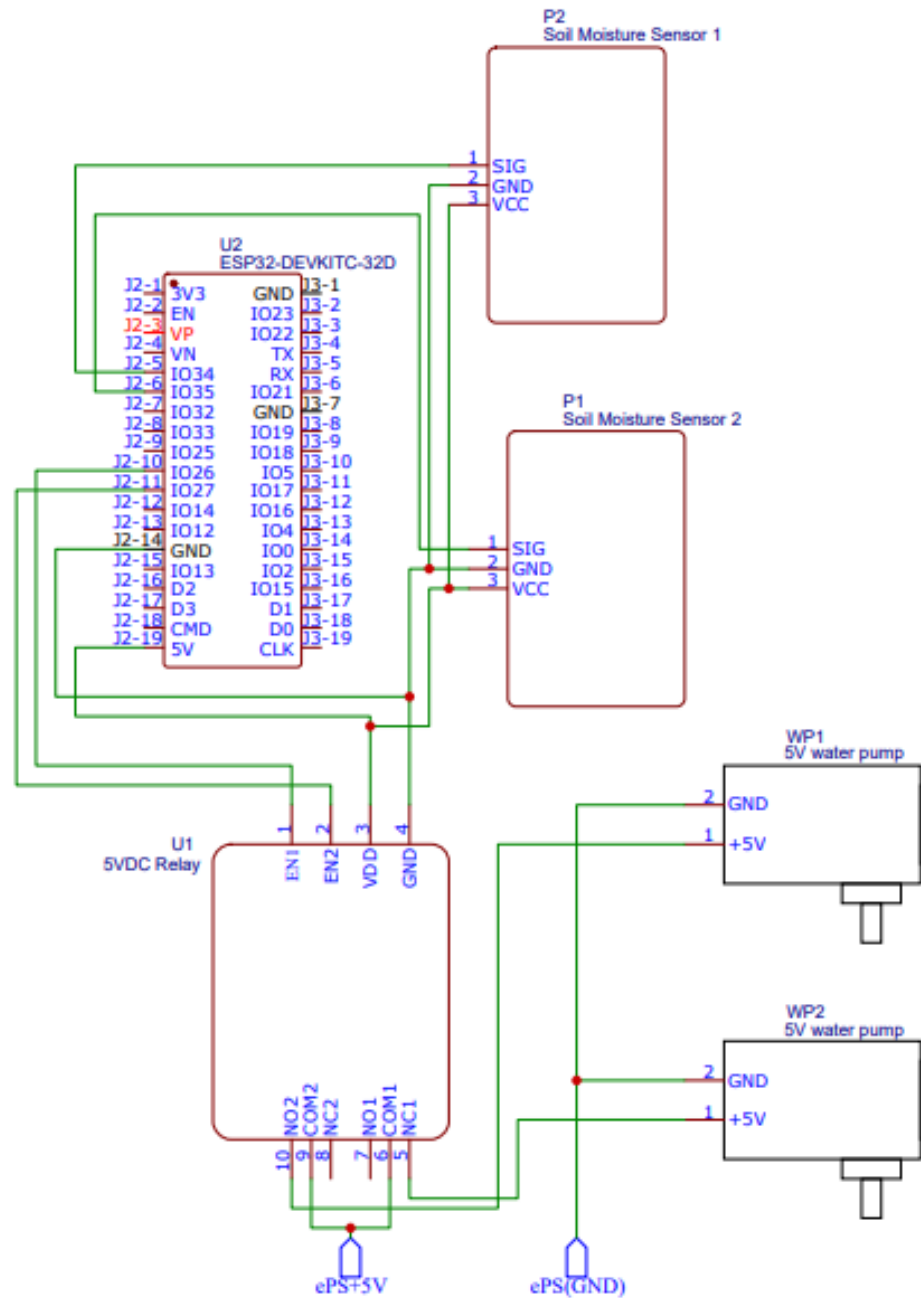 P2
Soil Moisture Sensor 1
1 SIG
2 GND
3 VCC
U2
ESP32-DEVKITC-32D
J2-1 3V3 GND J3-1
J2-2 EN IO23 J3-2
J2-3 VP IO22 J3-3
J2-4 VN TX J3-4
J2-5 IO34 RX J3-5
J2-6 IO35 IO21 J3-6
J2-7 IO32 GND J3-7
J2-8 IO33 IO19 J3-8
J2-9 IO25 IO18 J3-9
J2-10 IO26 IO5 J3-10
J2-11 IO27 IO17 J3-11
J2-12 IO14 IO16 J3-12
J2-13 IO12 IO4 J3-13
J2-14 GND IO0 J3-14
J2-15 IO13 IO2 J3-15
J2-16 D2 IO15 J3-16
J2-17 D3 D1 J3-17
J2-18 CMD D0 J3-18
J2-19 5V CLK J3-19
P1
Soil Moisture Sensor 2
1 SIG
2 GND
3 VCC
WP1
5V water pump
2 GND
1 +5V
U1
5VDC Relay
1 2 3 4
EN1 EN2 VDD GND
WP2
5V water pump
2 GND
1 +5V
NO2 COM2 NC2 NO1 COM1 NC1
10 9 8 7 6 5
ePS+5V
ePS(GND)